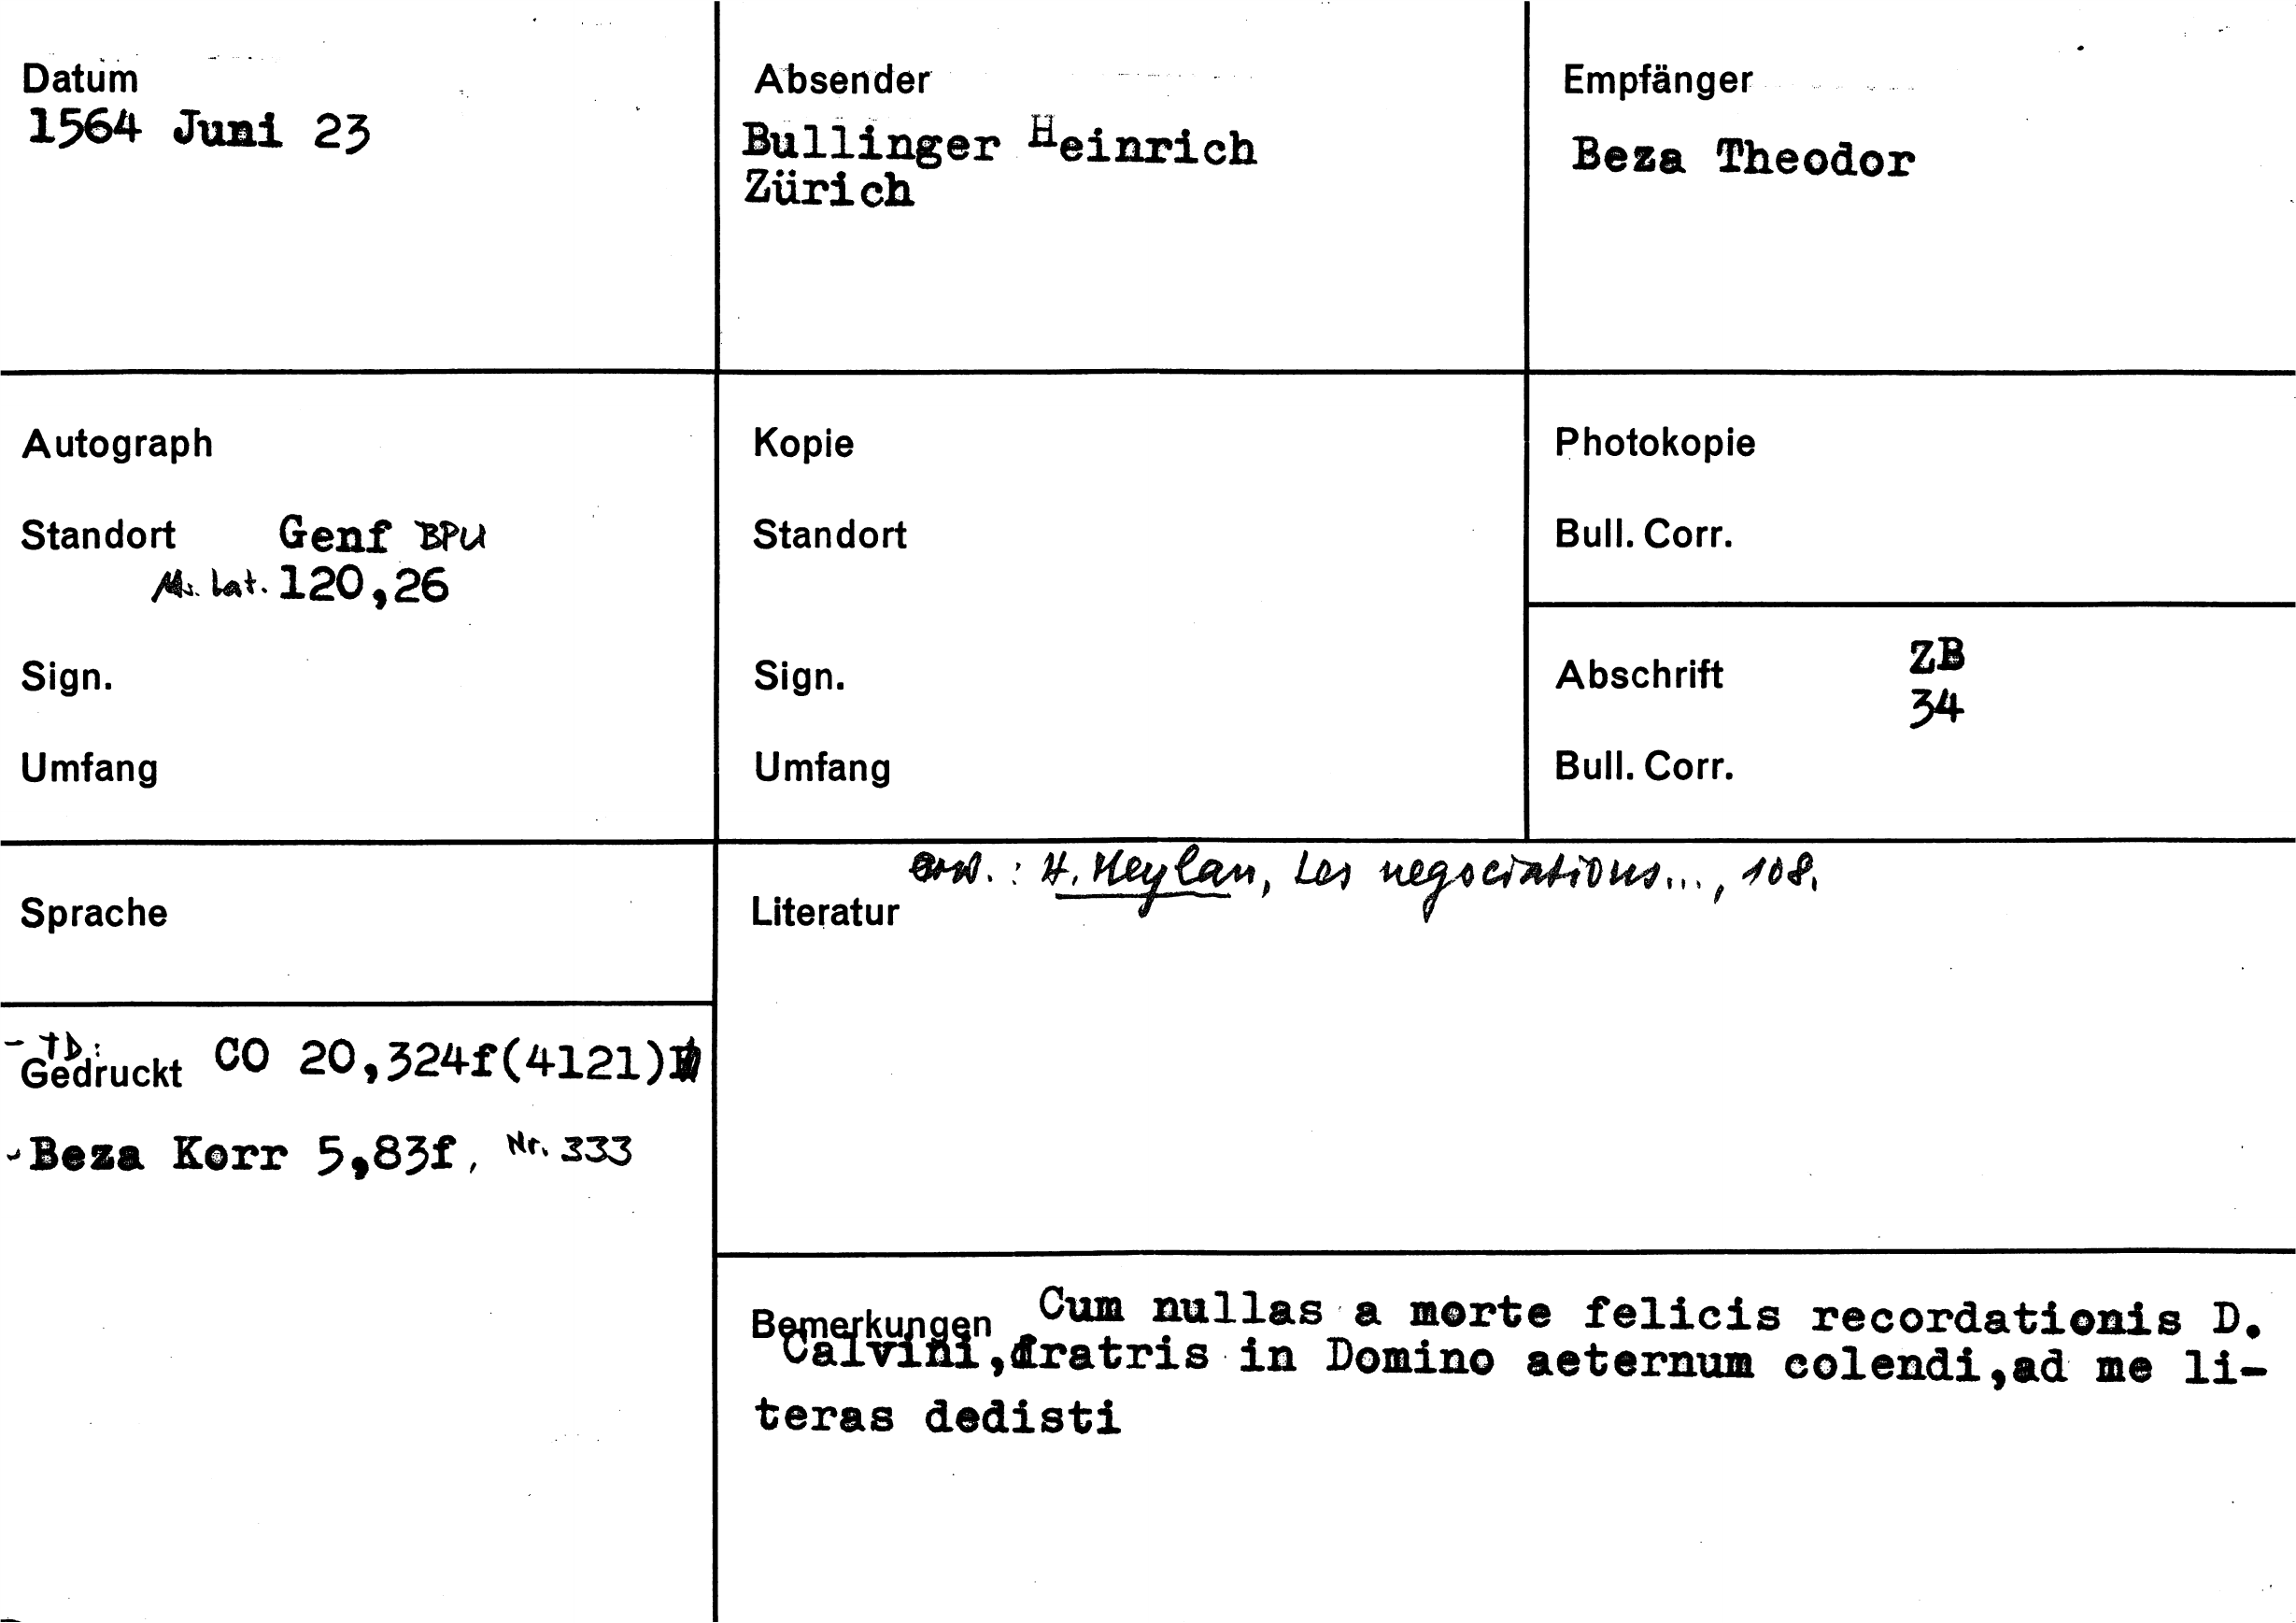 Datum
1564 Juni 23
Absender
Bullinger Heinrich
Zürich
Empfänger
Beza Theodor
Autograph
Standort Genf BPU
Ms. lat. 120,26
Sign.
Umfang
Kopie
Standort
Sign.
Umfang
Photokopie
Bull. Corr.
Abschrift ZB
34
Bull. Corr.
Sprache
- TD:
Gedruckt CO 20,324f(4121)
-Beza Korr 5,83f, Nr. 333
erw.: H. Meylan, Les negociations..., 108.
Literatur
Bemerkungen Cum nullas a morte felicis recordationis D.
Calvini,fratris in Domino aeternum colendi,ad me li-
teras dedisti